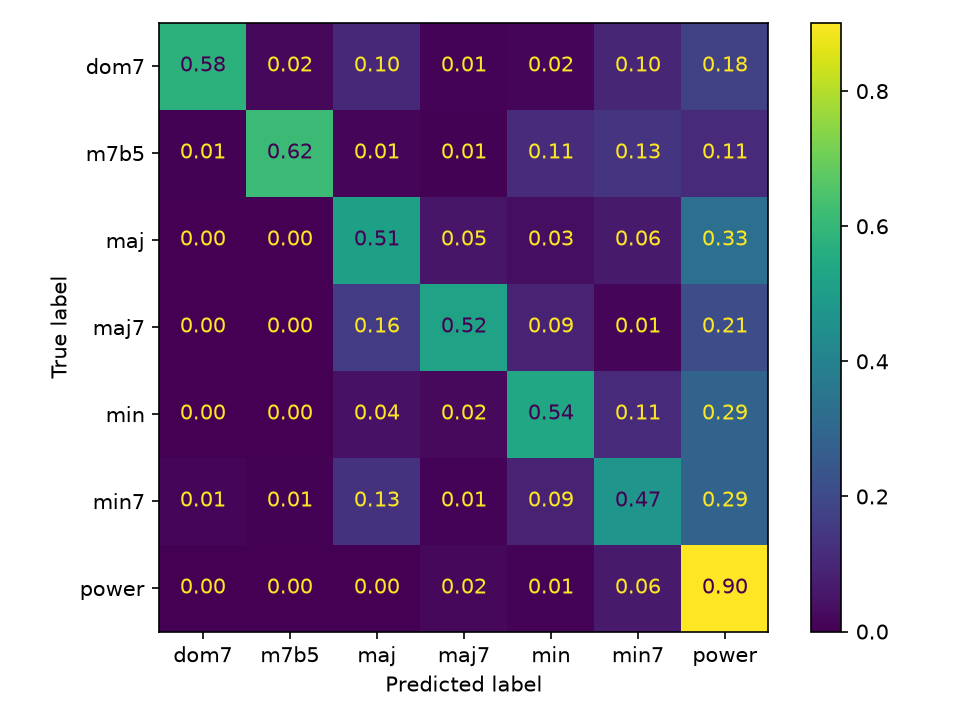 dom7 0.58 0.02 0.10 0.01 0.02 0.10 0.18
m7b5 0.01 0.62 0.01 0.01 0.11 0.13 0.11
maj 0.00 0.00 0.51 0.05 0.03 0.06 0.33
maj7 0.00 0.00 0.16 0.52 0.09 0.01 0.21
min 0.00 0.00 0.04 0.02 0.54 0.11 0.29
min7 0.01 0.01 0.13 0.01 0.09 0.47 0.29
power 0.00 0.00 0.00 0.02 0.01 0.06 0.90
dom7 m7b5 maj maj7 min min7 power
Predicted label
True label
0.8
0.6
0.4
0.2
0.0